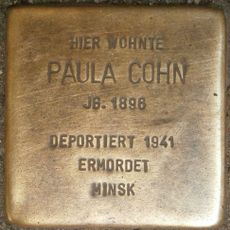 HIER WOHNTE
PAULA COHN
JG. 1896
DEPORTIERT 1941
ERMORDET
MINSK